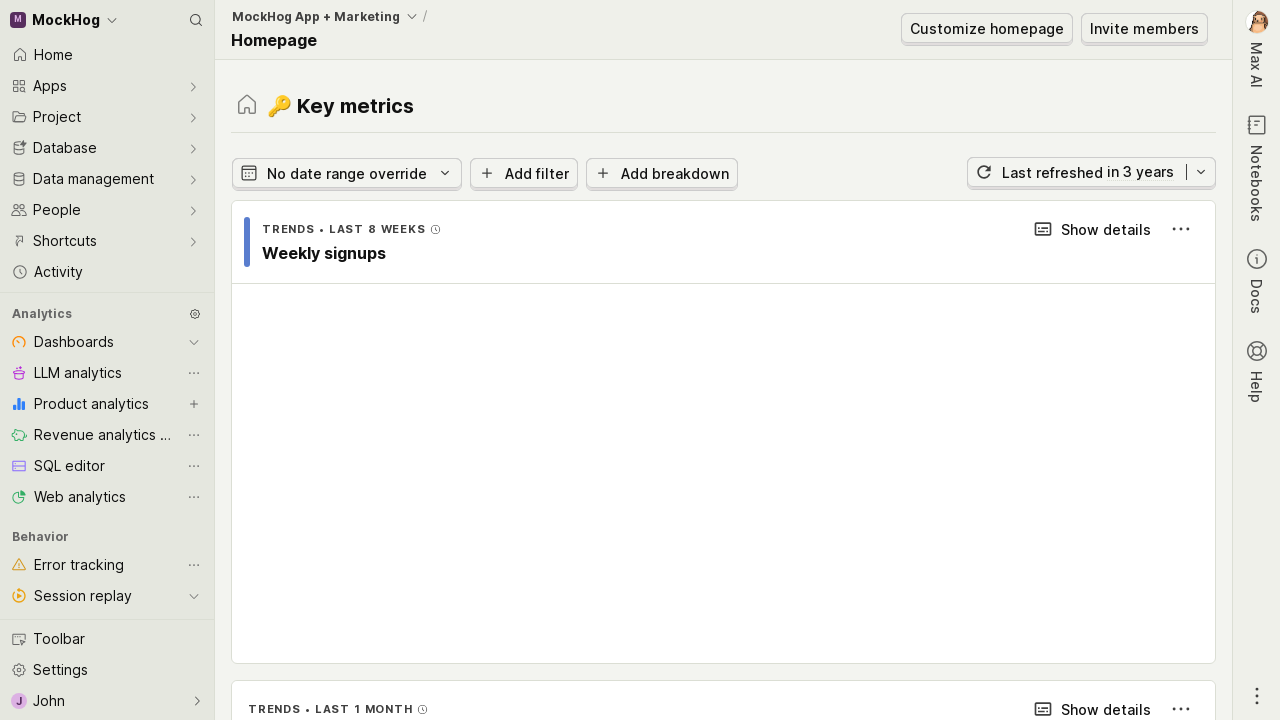 M MockHog
Home
Apps
Project
Database
Data management
People
Shortcuts
Activity
Analytics
Dashboards
LLM analytics
Product analytics
Revenue analytics ...
SQL editor
Web analytics
Behavior
Error tracking
Session replay
Toolbar
Settings
J John
MockHog App + Marketing /
Homepage
Customize homepage
Invite members
🔑 Key metrics
No date range override
Add filter
Add breakdown
Last refreshed in 3 years
TRENDS • LAST 8 WEEKS
Show details
Weekly signups
TRENDS • LAST 1 MONTH
Show details
Max AI
Notebooks
Docs
Help